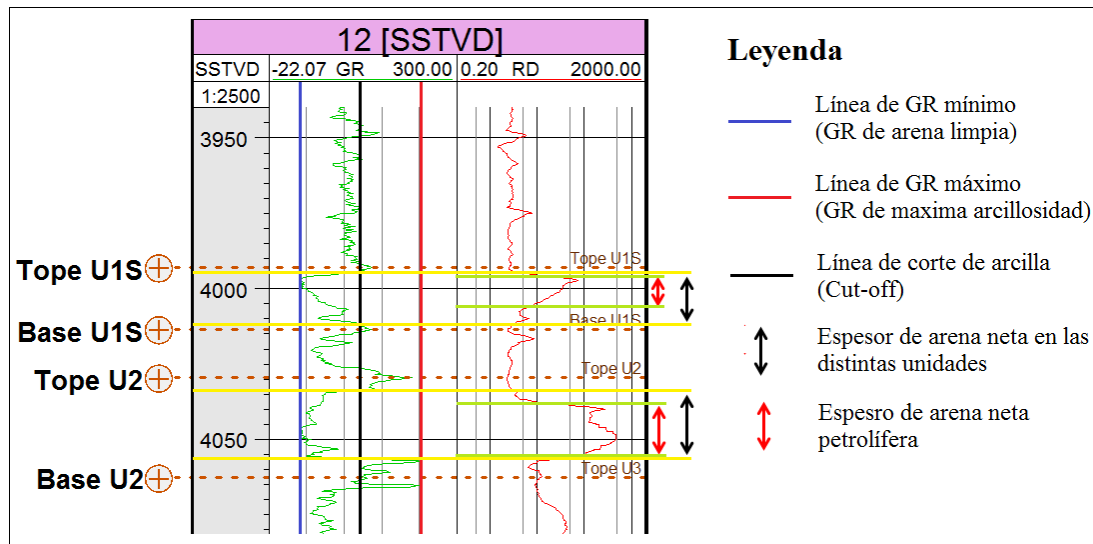 12 [SSTVD]
SSTVD -22.07 GR 300.00 0.20 RD 2000.00
1:2500
3950
Tope U1S
Tope U1S
4000
Base U1S
Base U1S
Tope U2
Tope U2
4050
Tope U3
Base U2
Leyenda
Línea de GR mínimo
(GR de arena limpia)
Línea de GR máximo
(GR de maxima arcillosidad)
Línea de corte de arcilla
(Cut-off)
Espesor de arena neta en las
distintas unidades
Espesro de arena neta
petrolífera